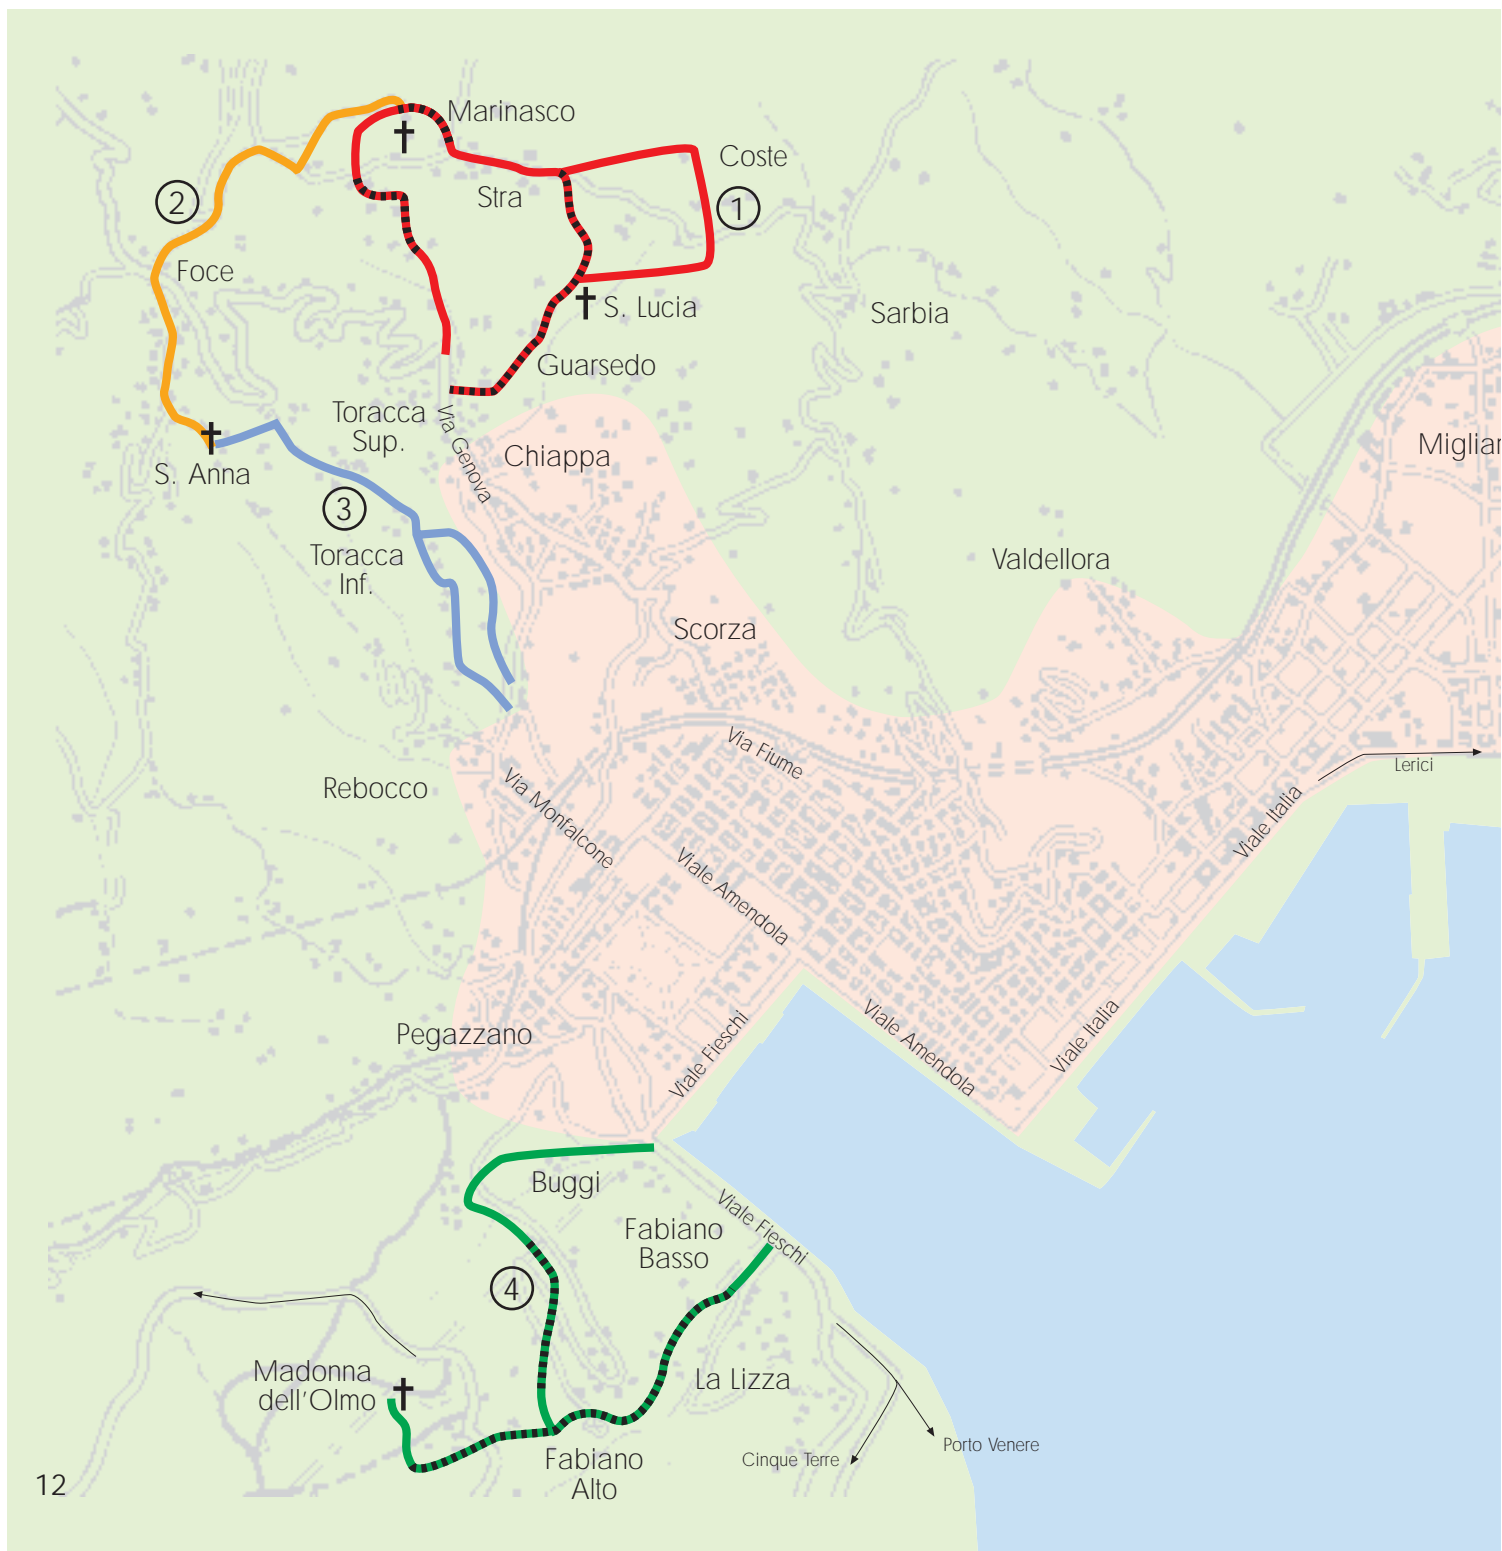 Marinasco
Coste
Stra
1
2
Foce
S. Lucia
Sarbia
Guarsedo
Toracca
Sup.
Via Genova
Chiappa
Migliar
S. Anna
3
Toracca
Inf.
Valdellora
Scorza
Via Fiume
Lerici
Rebocco
Via Monfalcone
Viale Italia
Viale Amendola
Pegazzano
Viale Fieschi
Viale Amendola
Viale Italia
Buggi
Fabiano
Basso
Viale Fieschi
4
Madonna
dell'Olmo
La Lizza
Porto Venere
Cinque Terre
Fabiano
Alto
12